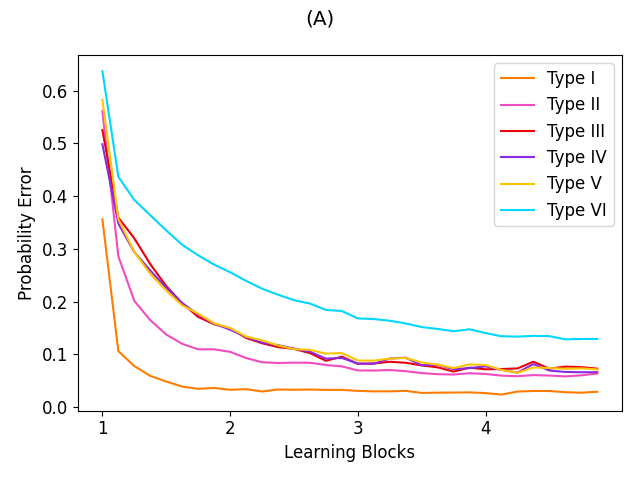 (A)
Probability Error
0.6
0.5
0.4
0.3
0.2
0.1
0.0
Type I
Type II
Type III
Type IV
Type V
Type VI
1
2
3
4
Learning Blocks